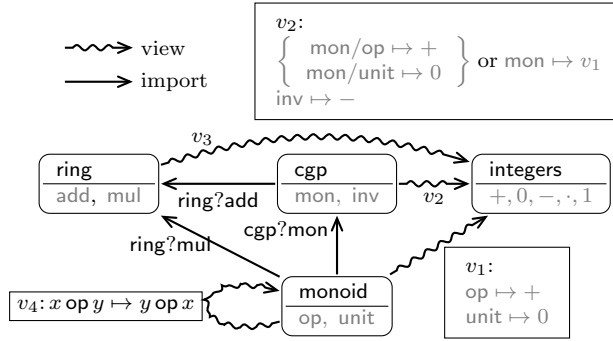 view
import
v₂:
{ mon/op ↦ + } or mon ↦ v₁
{ mon/unit ↦ 0 }
inv ↦ −
v₃
ring
add, mul
ring?add
cgp
mon, inv
v₂
integers
+, 0, −, ·, 1
ring?mul
cgp?mon
v₁:
op ↦ +
unit ↦ 0
v₄: x op y ↦ y op x
monoid
op, unit